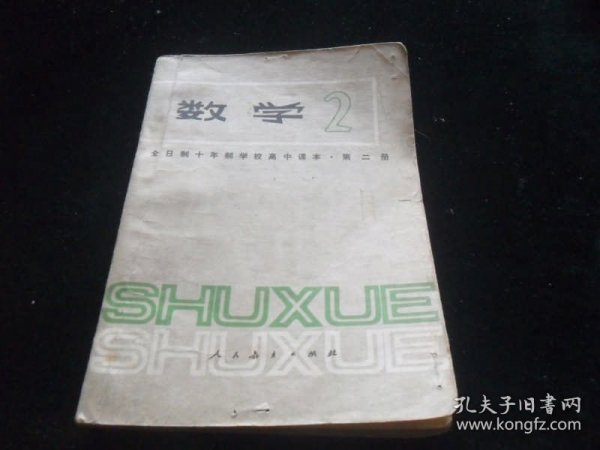 数学2
全日制十年制学校高中课本·第二册
SHUXUE
SHUXUE
人民教育出版社
孔夫子旧书网
www.kongfz.com